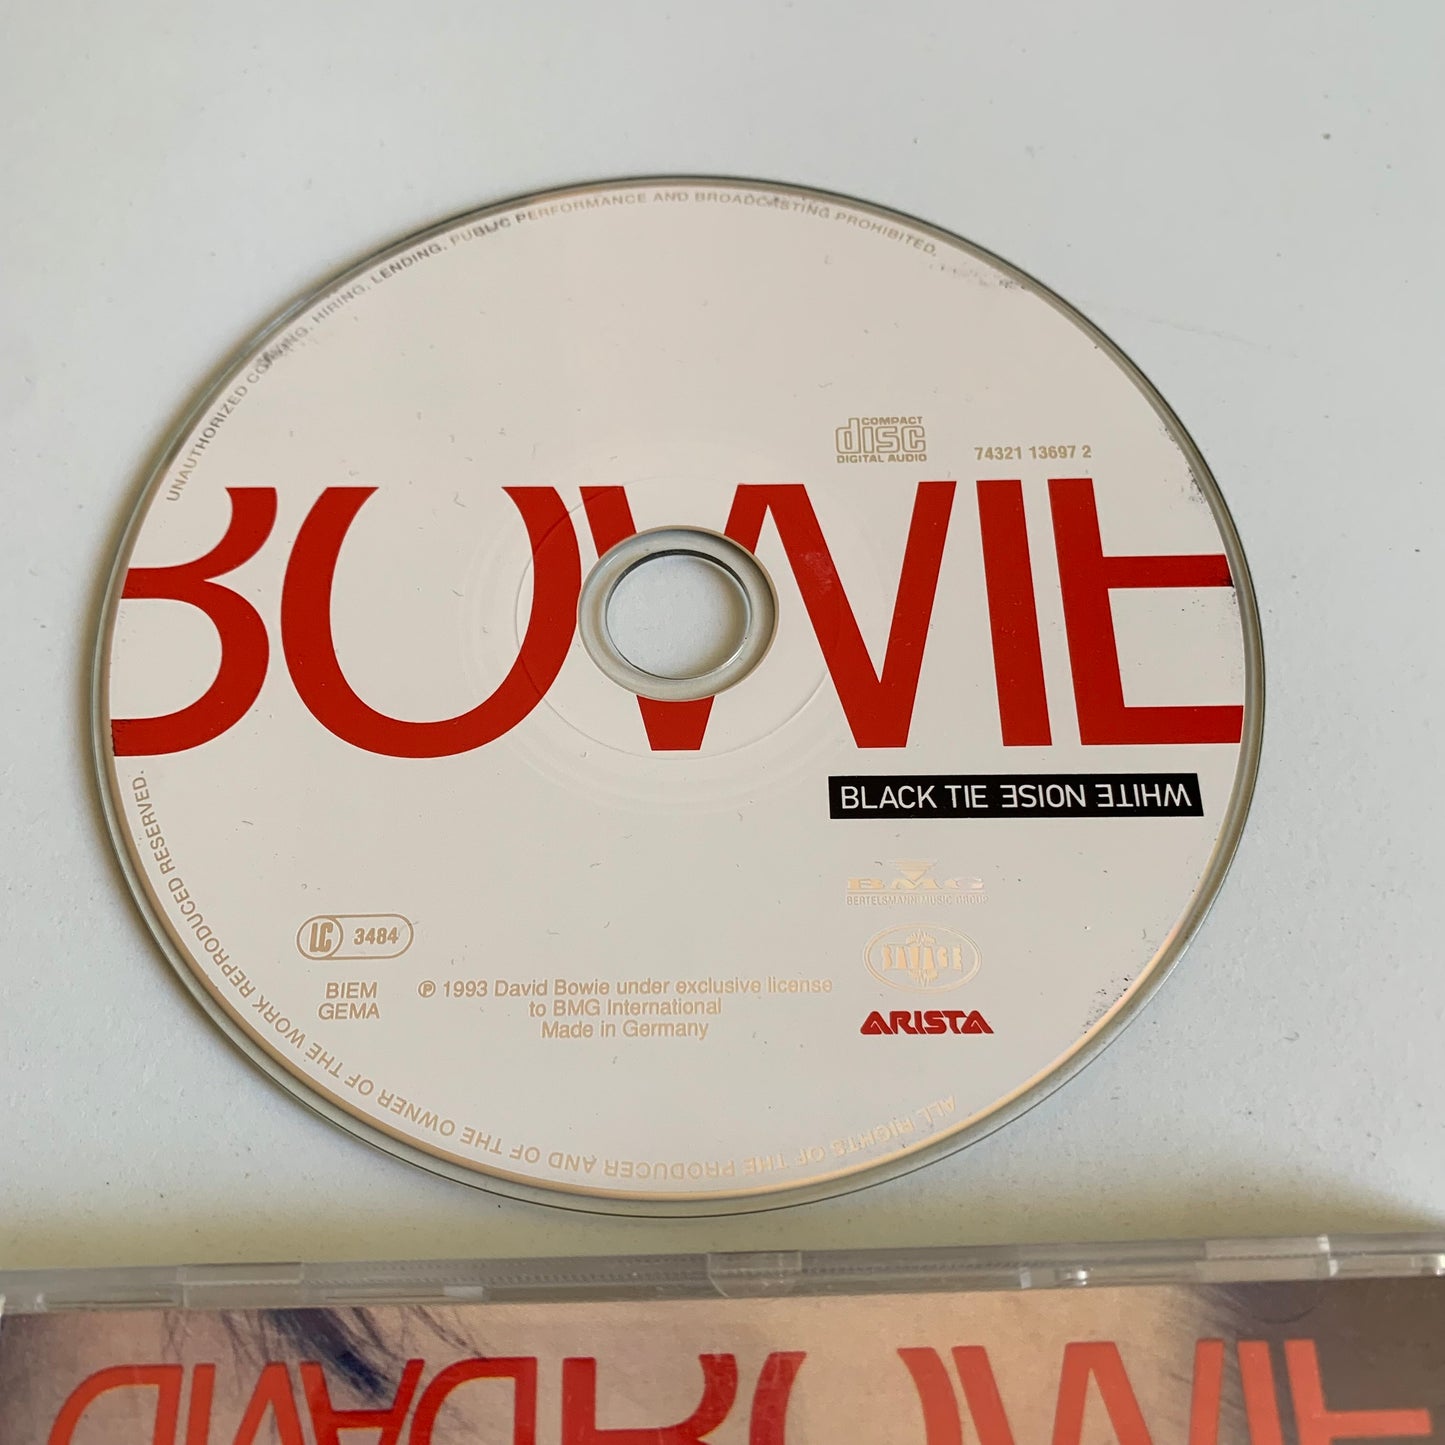 UNAUTHORIZED COPYING, HIRING, LENDING, PUBLIC PERFORMANCE AND BROADCASTING PROHIBITED.
COMPACT
disc
DIGITAL AUDIO
74321 13697 2
BOWIE
BLACK TIE WHITE NOISE
BMG
BERTELSMANN MUSIC GROUP
SAVAGE
ARISTA
LC 3484
BIEM
GEMA
℗ 1993 David Bowie under exclusive license
to BMG International
Made in Germany
ALL RIGHTS OF THE PRODUCER AND OF THE OWNER OF THE WORK REPRODUCED RESERVED.
DAVID BOWIE